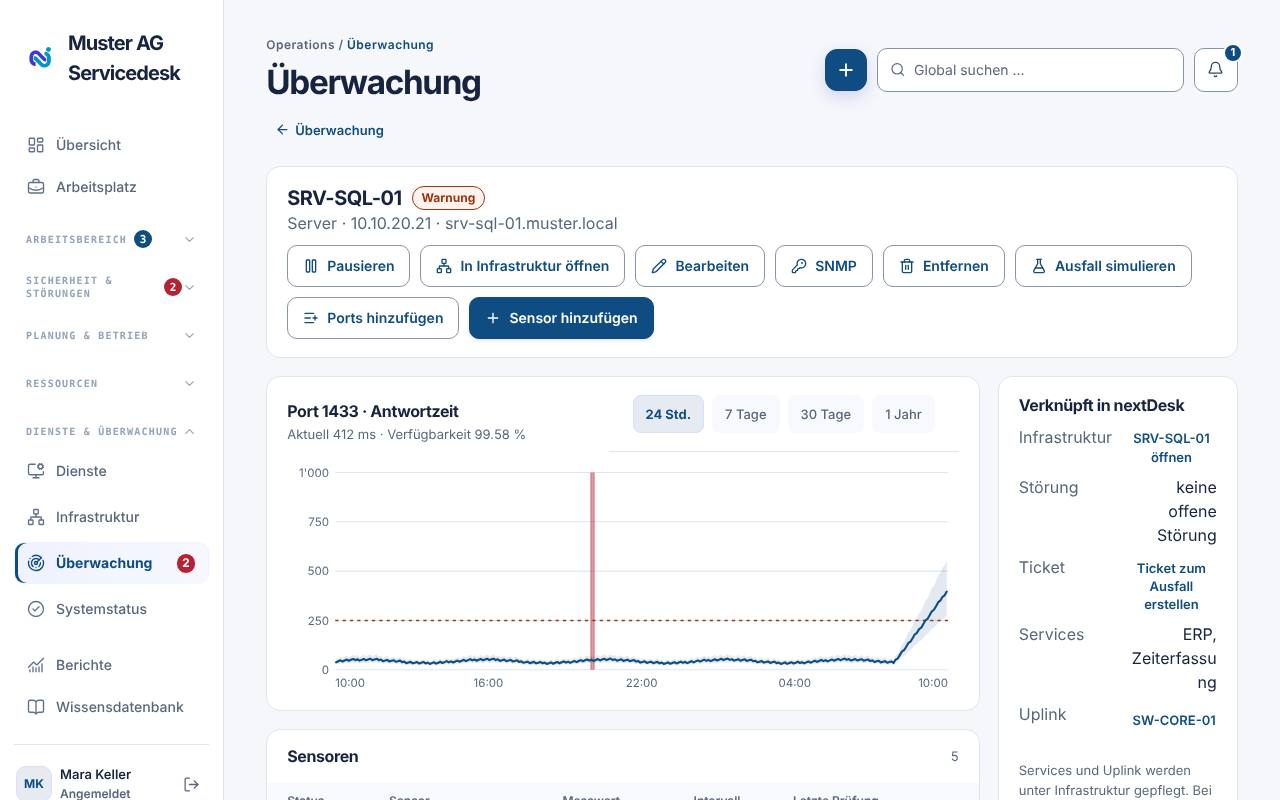 Muster AG
Servicedesk
Übersicht
Arbeitsplatz
ARBEITSBEREICH 3
SICHERHEIT &
STÖRUNGEN 2
PLANUNG & BETRIEB
RESSOURCEN
DIENSTE & ÜBERWACHUNG
Dienste
Infrastruktur
Überwachung 2
Systemstatus
Berichte
Wissensdatenbank
MK Mara Keller
Angemeldet
Operations / Überwachung
Überwachung
Global suchen ...
1
Überwachung
SRV-SQL-01 Warnung
Server · 10.10.20.21 · srv-sql-01.muster.local
Pausieren In Infrastruktur öffnen Bearbeiten SNMP Entfernen Ausfall simulieren
Ports hinzufügen Sensor hinzufügen
Port 1433 · Antwortzeit
Aktuell 412 ms · Verfügbarkeit 99.58 %
24 Std. 7 Tage 30 Tage 1 Jahr
1'000
750
500
250
0
10:00 16:00 22:00 04:00 10:00
Sensoren 5
Status Sensor Messwert Intervall Letzte Prüfung
Verknüpft in nextDesk
Infrastruktur SRV-SQL-01
öffnen
Störung keine
offene
Störung
Ticket Ticket zum
Ausfall
erstellen
Services ERP,
Zeiterfassu
ng
Uplink SW-CORE-01
Services und Uplink werden
unter Infrastruktur gepflegt. Bei